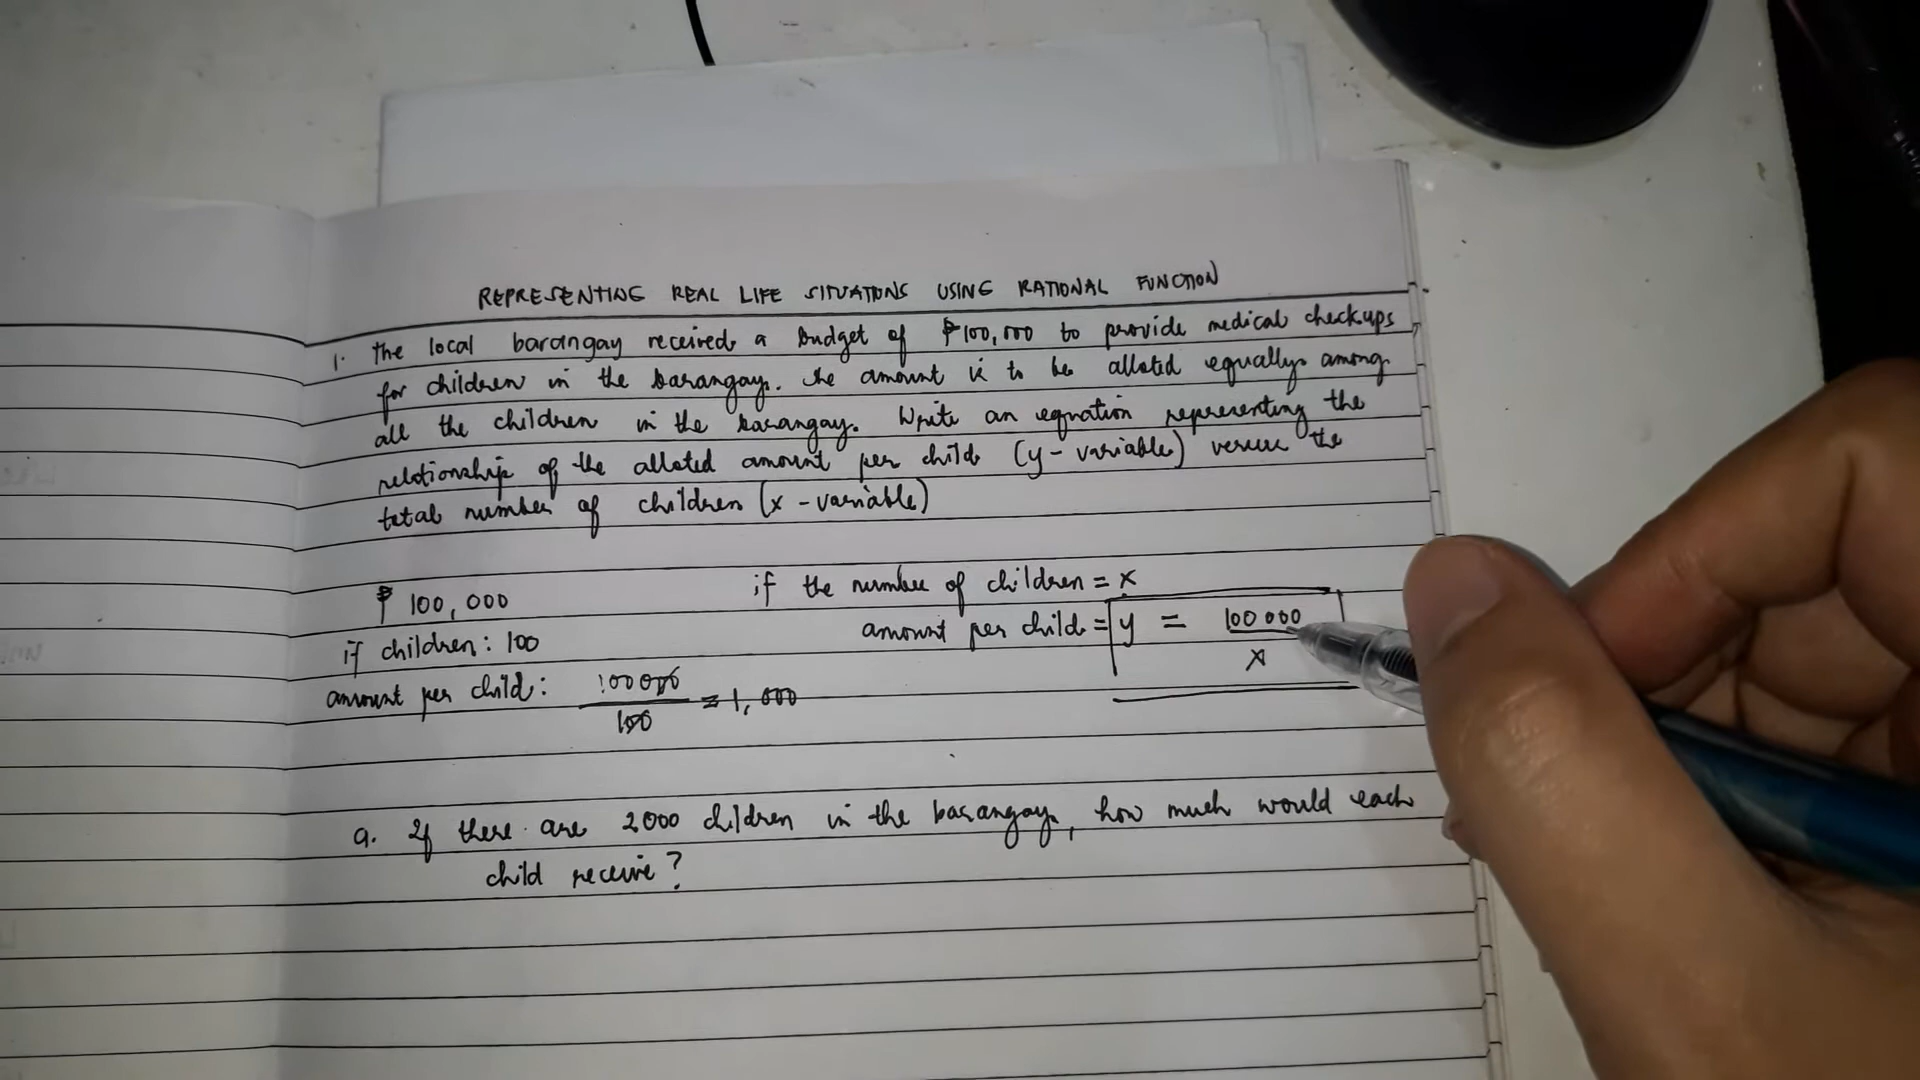 REPRESENTING REAL LIFE SITUATIONS USING RATIONAL FUNCTION
1. The local barangay received a budget of ₱100,000 to provide medical checkups
for children in the barangay. The amount is to be alloted equally among
all the children in the barangay. Write an equation representing the
relationship of the alloted amount per child (y-variable) versus the
total number of children (x-variable)
₱ 100,000
if children: 100
amount per child: 100000/100 = 1,000
if the number of children = x
amount per child = y = 100000/x
a. If there are 2000 children in the barangay, how much would each
child receive?